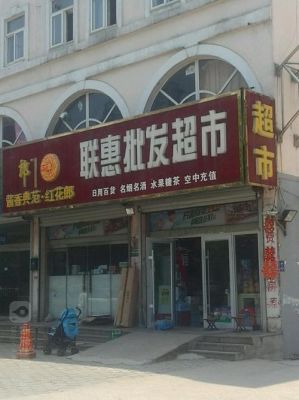 郎
酱香典范·红花郎
联惠批发超市
日用百货 名烟名酒 水果糖茶 空中充值
超市